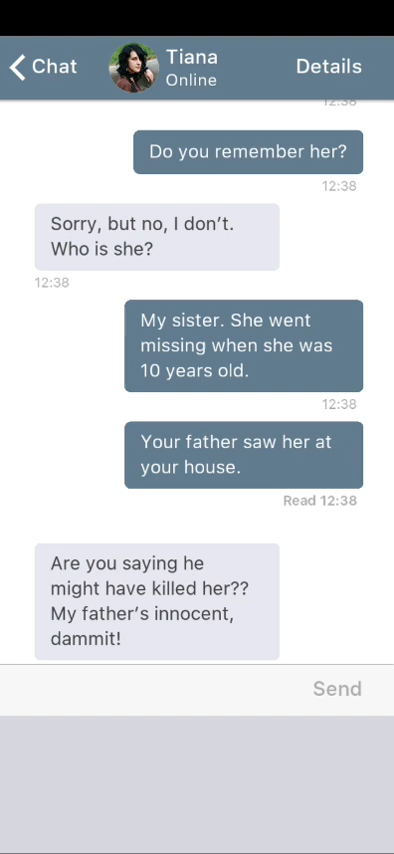 Chat
Tiana
Online
Details
12:38
Do you remember her?
12:38
Sorry, but no, I don’t.
Who is she?
12:38
My sister. She went
missing when she was
10 years old.
12:38
Your father saw her at
your house.
Read 12:38
Are you saying he
might have killed her??
My father’s innocent,
dammit!
Send